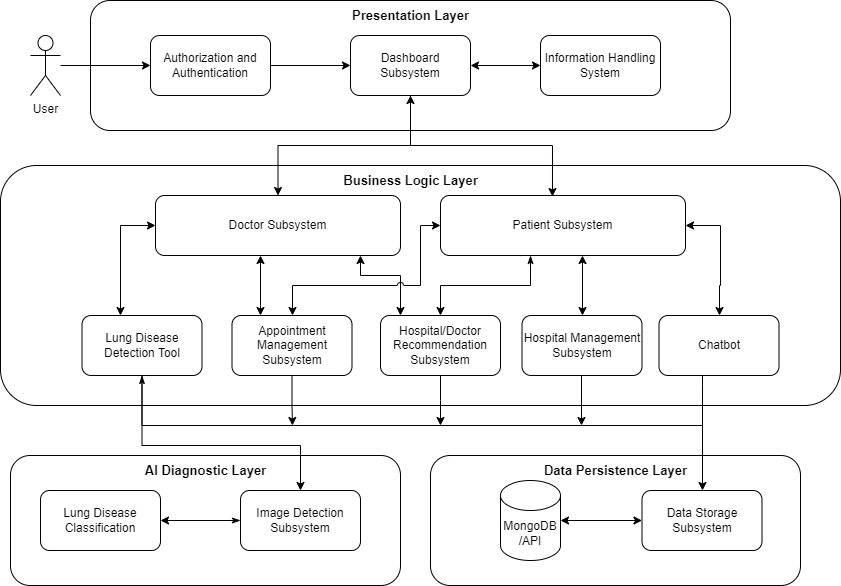 Presentation Layer
User
Authorization and
Authentication
Dashboard
Subsystem
Information Handling
System
Business Logic Layer
Doctor Subsystem
Patient Subsystem
Lung Disease
Detection Tool
Appointment
Management
Subsystem
Hospital/Doctor
Recommendation
Subsystem
Hospital Management
Subsystem
Chatbot
AI Diagnostic Layer
Lung Disease
Classification
Image Detection
Subsystem
Data Persistence Layer
MongoDB
/API
Data Storage
Subsystem